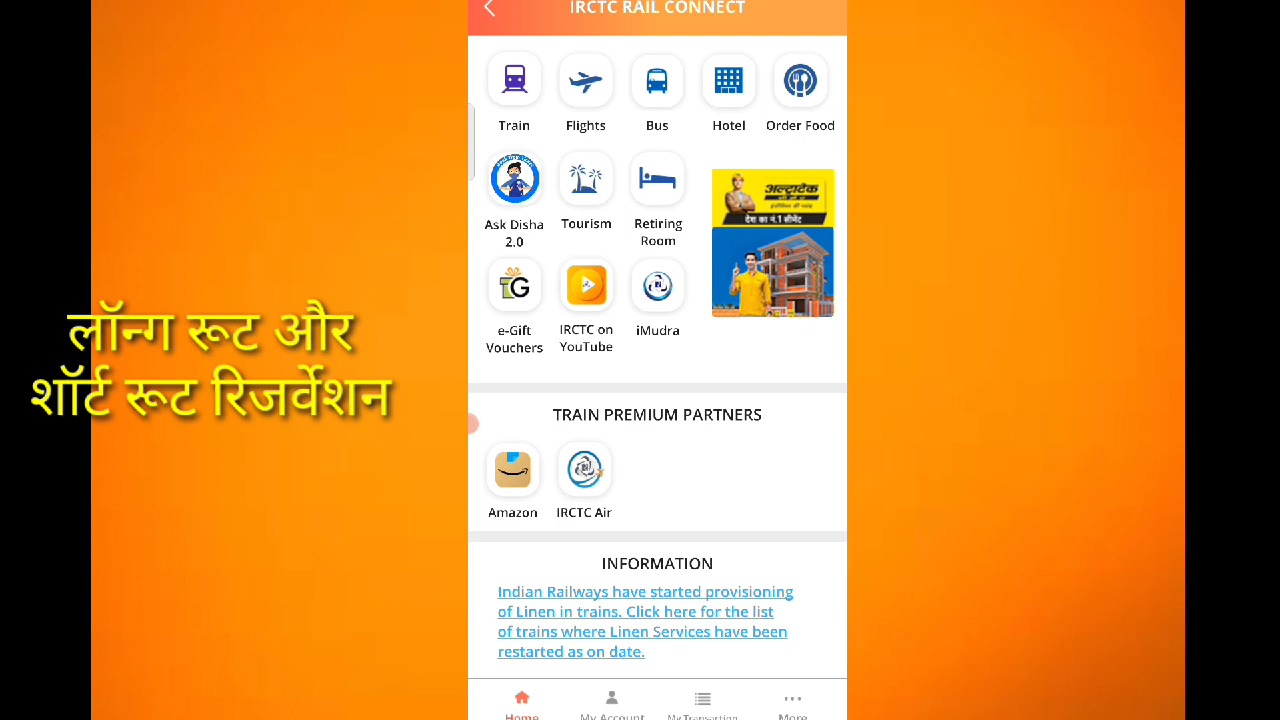 IRCTC RAIL CONNECT
Train Flights Bus Hotel Order Food
Ask Disha 2.0
Tourism
Retiring Room
अल्ट्राटेक
देश का नं.1 सीमेंट
e-Gift Vouchers
IRCTC on YouTube
iMudra
लॉन्ग रूट और
शॉर्ट रूट रिजर्वेशन
TRAIN PREMIUM PARTNERS
Amazon IRCTC Air
INFORMATION
Indian Railways have started provisioning
of Linen in trains. Click here for the list
of trains where Linen Services have been
restarted as on date.
Home My Account My Transaction More